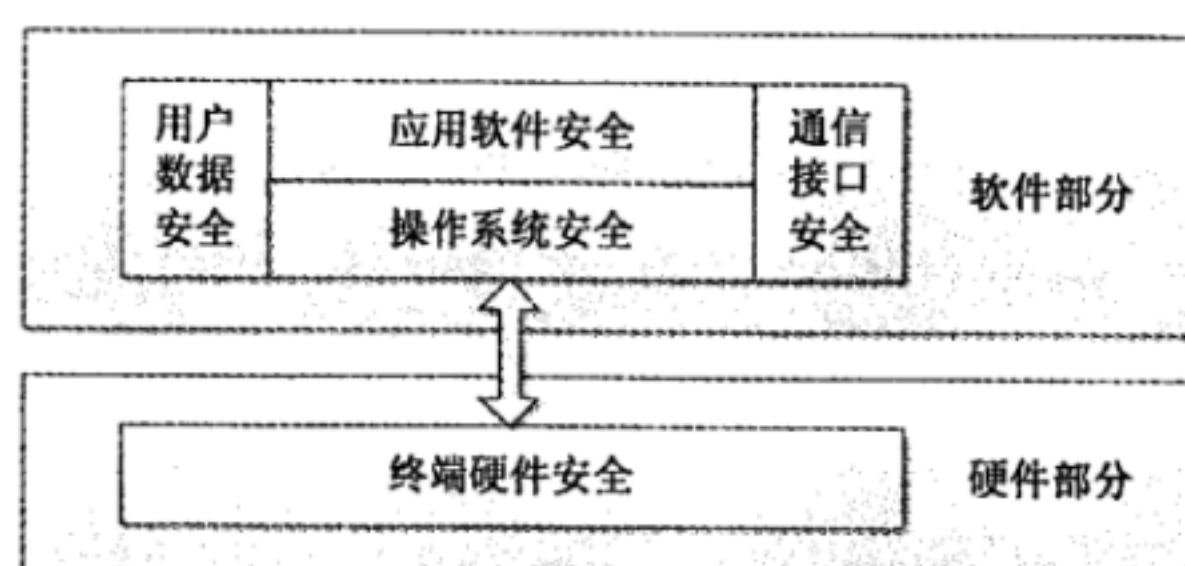 用户
数据
安全
应用软件安全
操作系统安全
通信
接口
安全
软件部分
终端硬件安全
硬件部分